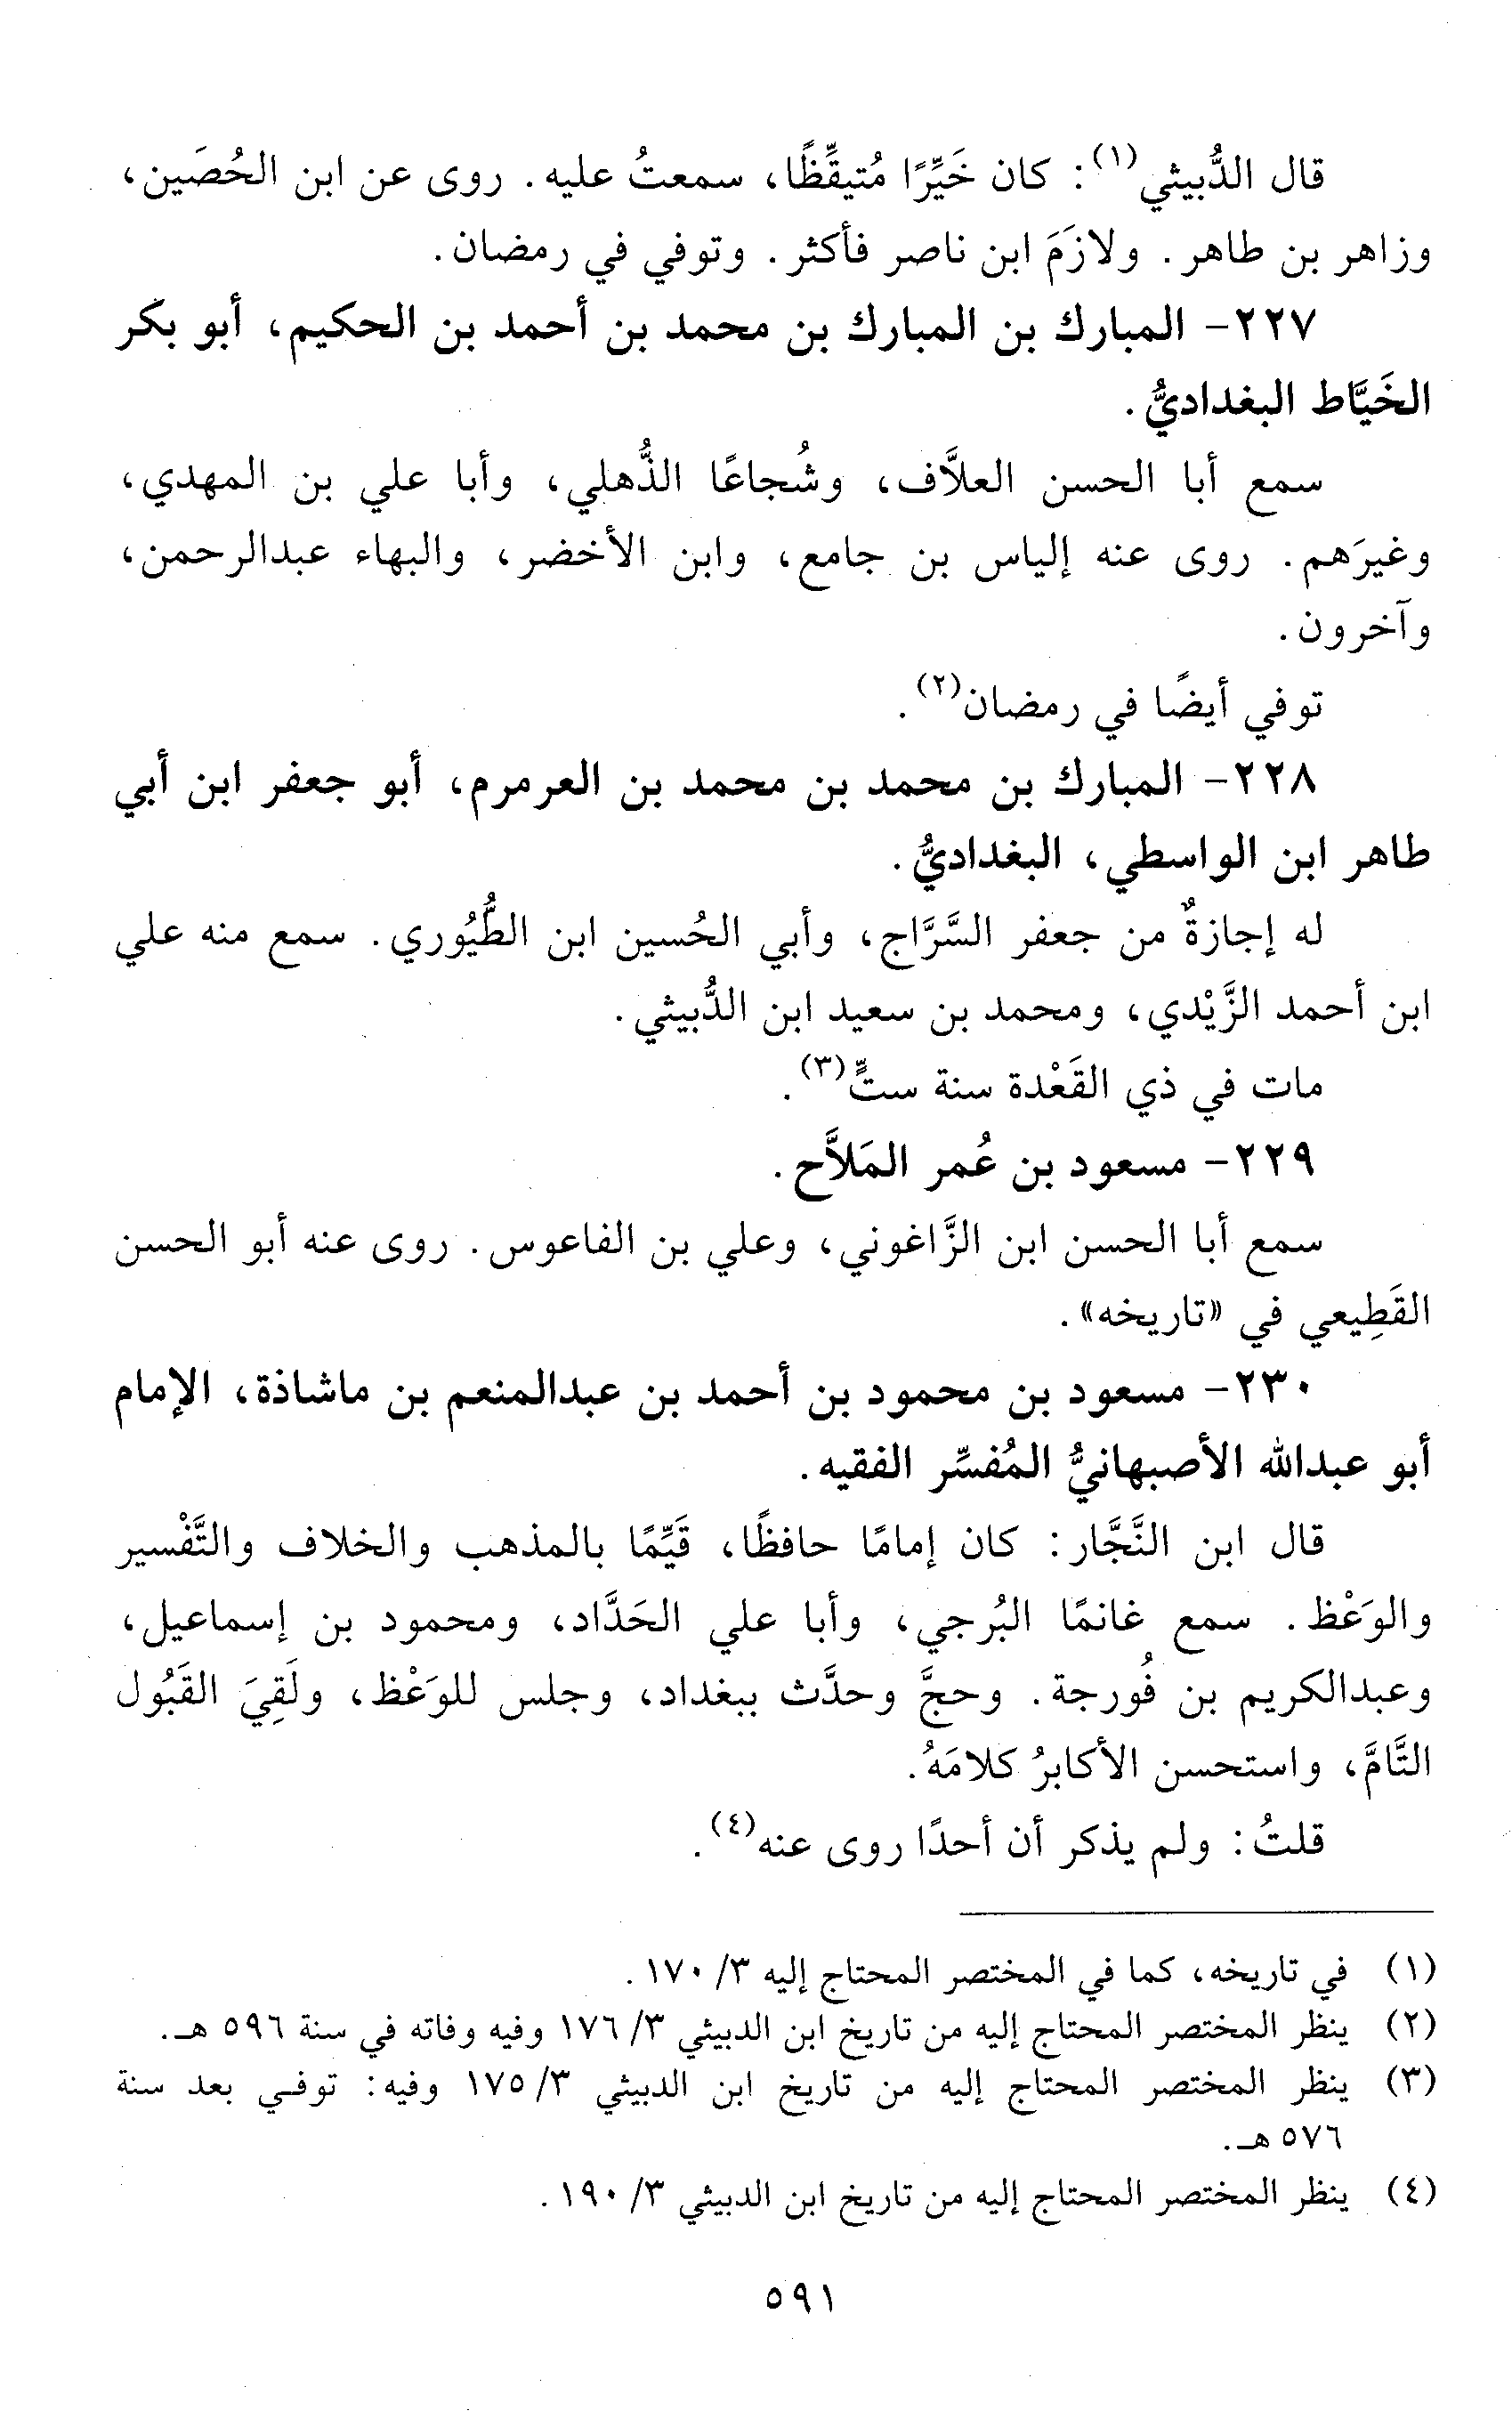 قال الدُّبيثي(١): كان خَيِّرًا مُتيقِّظًا، سمعتُ عليه. روى عن ابن الحُصَين،
وزاهر بن طاهر. ولازَمَ ابن ناصر فأكثر. وتوفي في رمضان.
٢٢٧- المبارك بن المبارك بن محمد بن أحمد بن الحكيم، أبو بكر
الخَيَّاط البغداديُّ.
سمع أبا الحسن العلاَّف، وشُجاعًا الذُّهلي، وأبا علي بن المهدي،
وغيرَهم. روى عنه إلياس بن جامع، وابن الأخضر، والبهاء عبدالرحمن،
وآخرون.
توفي أيضًا في رمضان(٢).
٢٢٨- المبارك بن محمد بن محمد بن العرمرم، أبو جعفر ابن أبي
طاهر ابن الواسطي، البغداديُّ.
له إجازةٌ من جعفر السَّرَّاج، وأبي الحُسين ابن الطُّيُوري. سمع منه علي
ابن أحمد الزَّيْدي، ومحمد بن سعيد ابن الدُّبيثي.
مات في ذي القَعْدة سنة ستٍّ(٣).
٢٢٩- مسعود بن عُمر المَلاَّح.
سمع أبا الحسن ابن الزَّاغوني، وعلي بن الفاعوس. روى عنه أبو الحسن
القَطِيعي في «تاريخه».
٢٣٠- مسعود بن محمود بن أحمد بن عبدالمنعم بن ماشاذة، الإمام
أبو عبدالله الأصبهانيُّ المُفسِّر الفقيه.
قال ابن النَّجَّار: كان إمامًا حافظًا، قَيِّمًا بالمذهب والخلاف والتَّفْسير
والوَعْظ. سمع غانمًا البُرجي، وأبا علي الحَدَّاد، ومحمود بن إسماعيل،
وعبدالكريم بن فُورجة. وحجَّ وحدَّث ببغداد، وجلس للوَعْظ، ولَقِيَ القَبُول
التَّامَّ، واستحسن الأكابرُ كلامَهُ.
قلتُ: ولم يذكر أن أحدًا روى عنه(٤).
(١) في تاريخه، كما في المختصر المحتاج إليه ٣/ ١٧٠.
(٢) ينظر المختصر المحتاج إليه من تاريخ ابن الدبيثي ٣/ ١٧٦ وفيه وفاته في سنة ٥٩٦ هـ.
(٣) ينظر المختصر المحتاج إليه من تاريخ ابن الدبيثي ٣/ ١٧٥ وفيه: توفي بعد سنة
٥٧٦ هـ.
(٤) ينظر المختصر المحتاج إليه من تاريخ ابن الدبيثي ٣/ ١٩٠.
٥٩١